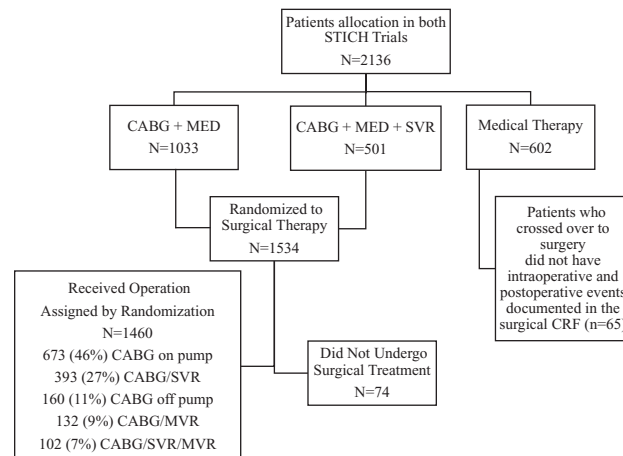 Patients allocation in both
STICH Trials
N=2136
CABG + MED
N=1033
CABG + MED + SVR
N=501
Medical Therapy
N=602
Randomized to
Surgical Therapy
N=1534
Patients who
crossed over to
surgery
did not have
intraoperative and
postoperative events
documented in the
surgical CRF (n=65)
Received Operation
Assigned by Randomization
N=1460
673 (46%) CABG on pump
393 (27%) CABG/SVR
160 (11%) CABG off pump
132 (9%) CABG/MVR
102 (7%) CABG/SVR/MVR
Did Not Undergo
Surgical Treatment
N=74